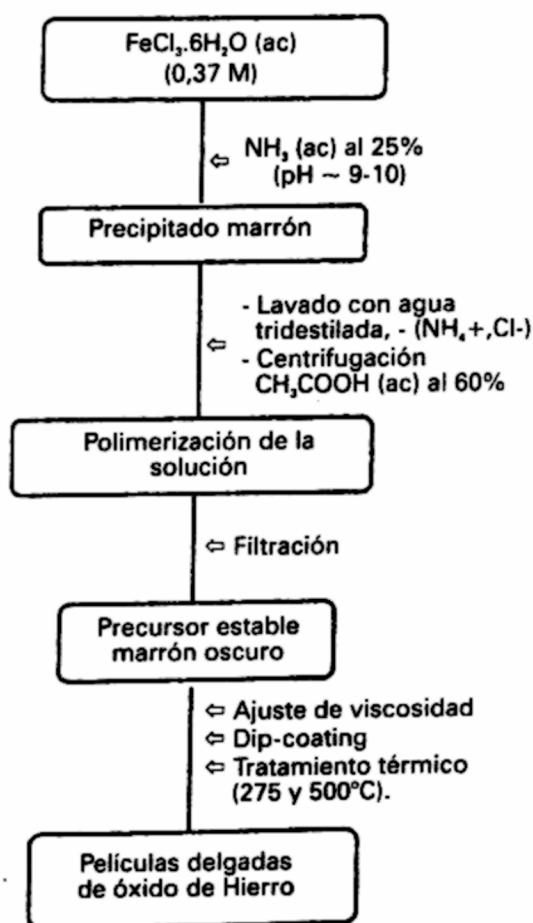 FeCl₃.6H₂O (ac)
(0,37 M)
⇦ NH₃ (ac) al 25%
(pH ~ 9-10)
Precipitado marrón
- Lavado con agua
tridestilada, - (NH₄+,Cl-)
⇦ - Centrifugación
CH₃COOH (ac) al 60%
Polimerización de la
solución
⇦ Filtración
Precursor estable
marrón oscuro
⇦ Ajuste de viscosidad
⇦ Dip-coating
⇦ Tratamiento térmico
(275 y 500°C).
Películas delgadas
de óxido de Hierro